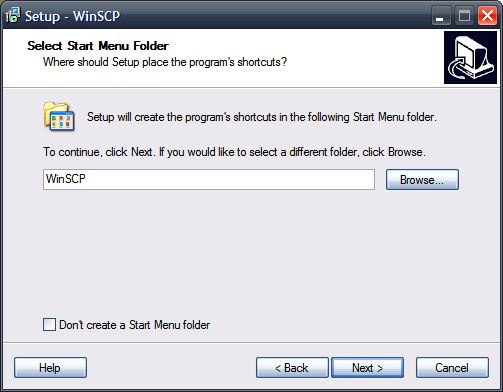 Setup - WinSCP
Select Start Menu Folder
Where should Setup place the program's shortcuts?
Setup will create the program's shortcuts in the following Start Menu folder.
To continue, click Next. If you would like to select a different folder, click Browse.
WinSCP
Browse...
Don't create a Start Menu folder
Help
< Back
Next >
Cancel